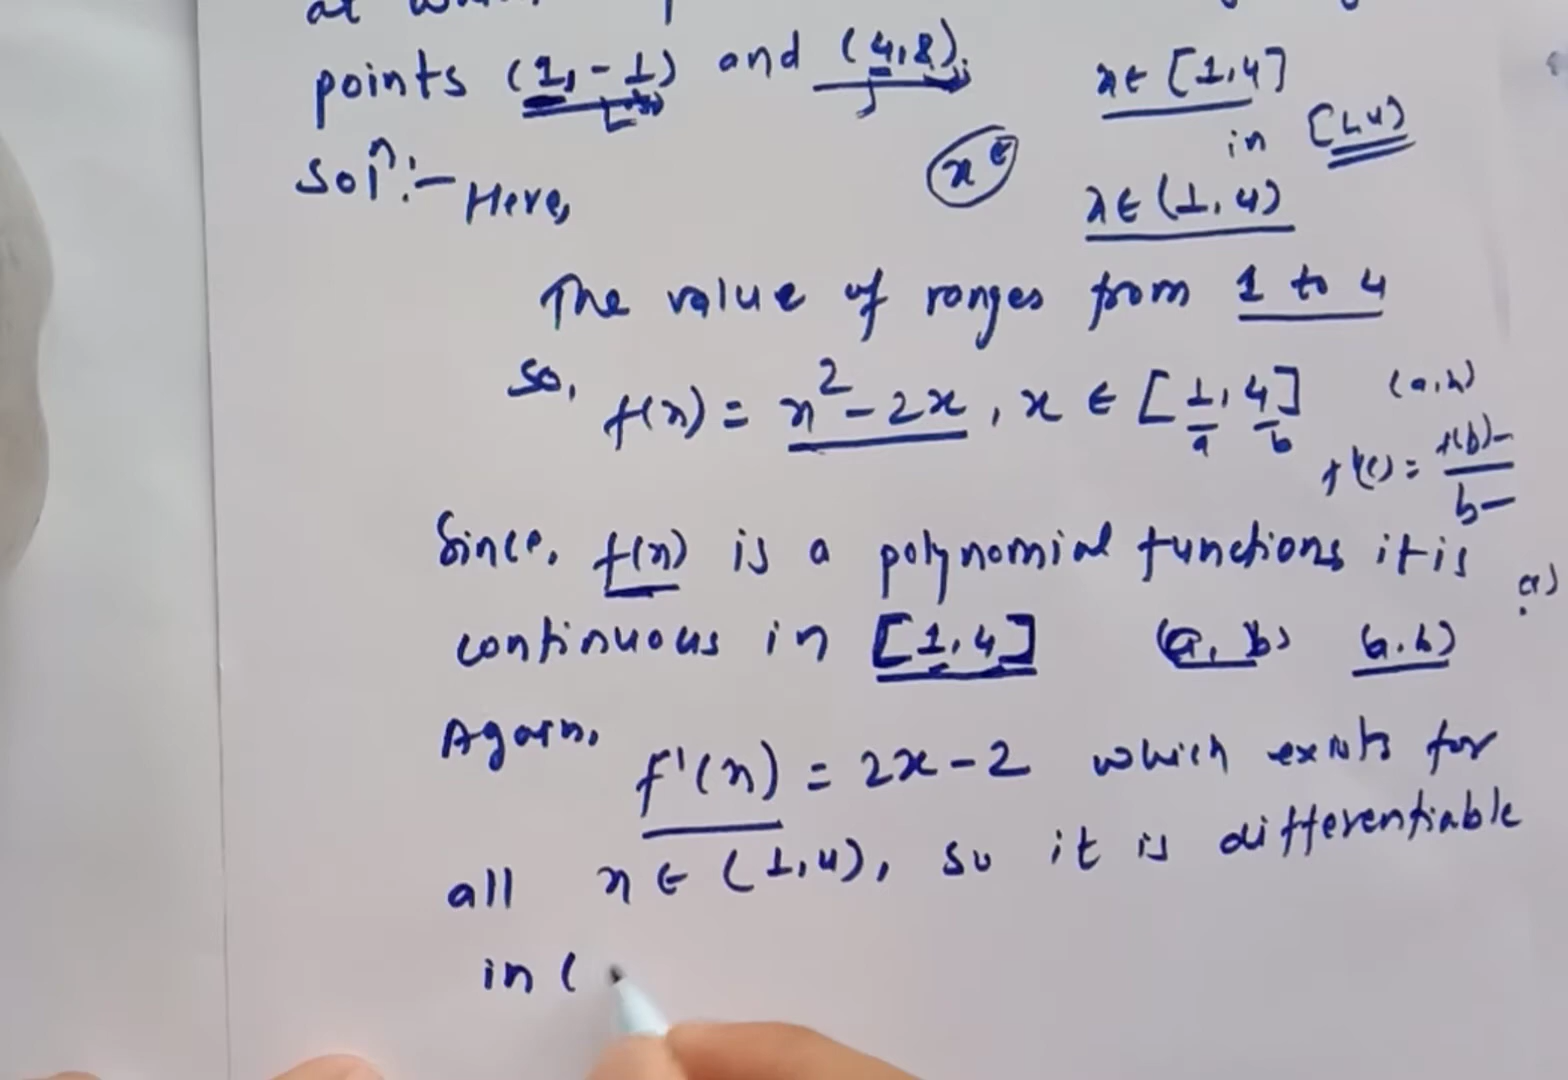 at
points (1, -1) and (4,8).
x ∈ [1,4]
in [1,4]
x ∈
x ∈ (1,4)
Solⁿ:- Here,
The value of ranges from 1 to 4
So, f(x) = x² - 2x, x ∈ [1,4]
a b
(a,b)
f'(c) = f(b)-
b-
Since, f(x) is a polynomial functions it is
a)
continuous in [1,4] (a, b) (a.b)
Again,
f'(x) = 2x-2 which exists for
all x ∈ (1,4), so it is differentiable
in (